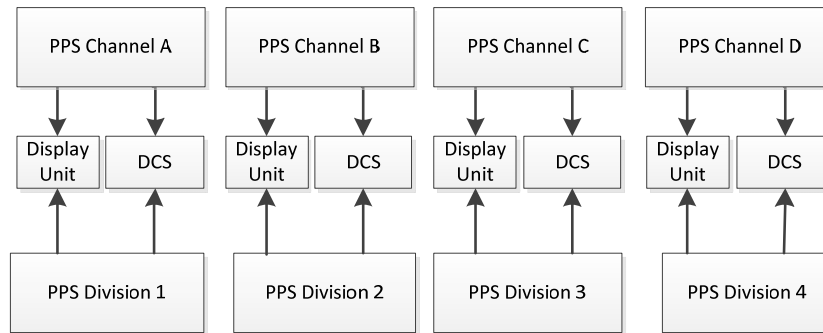 PPS Channel A
PPS Channel B
PPS Channel C
PPS Channel D
Display
Unit
DCS
Display
Unit
DCS
Display
Unit
DCS
Display
Unit
DCS
PPS Division 1
PPS Division 2
PPS Division 3
PPS Division 4